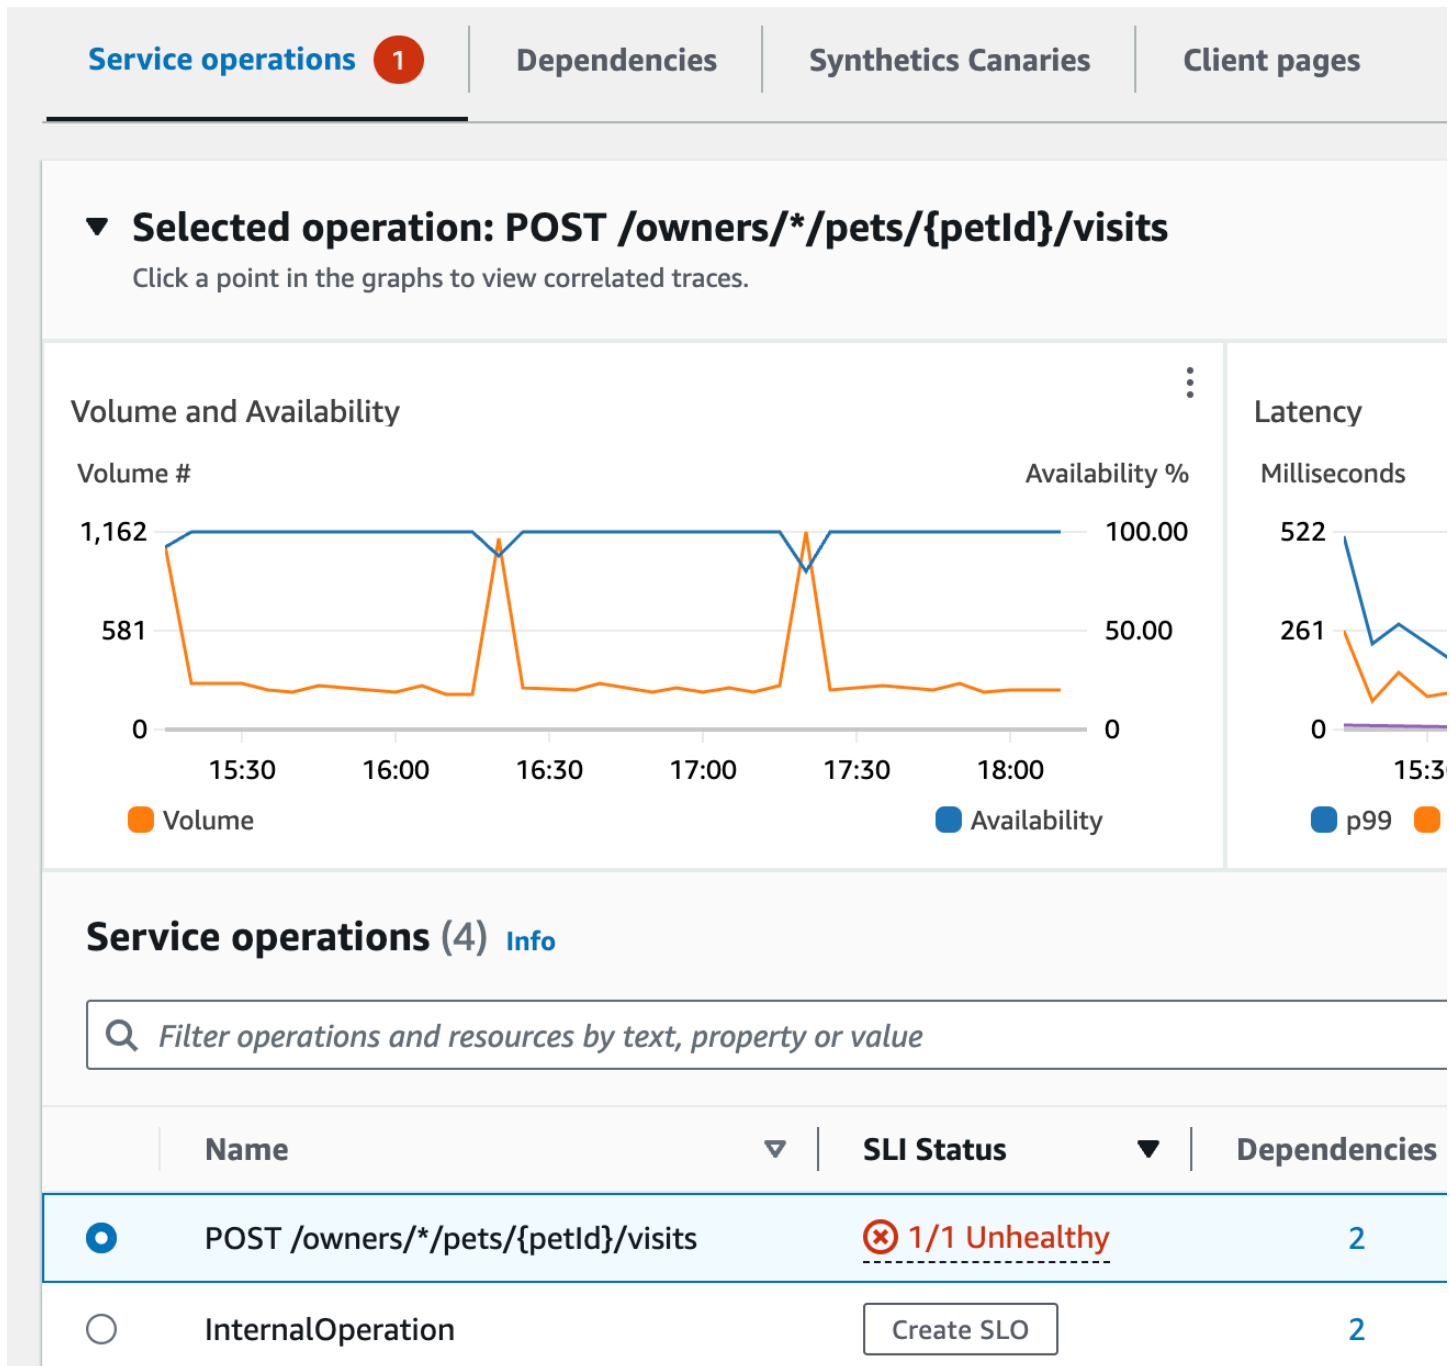 Service operations 1 Dependencies Synthetics Canaries Client pages
Selected operation: POST /owners/*/pets/{petId}/visits
Click a point in the graphs to view correlated traces.
Volume and Availability
Volume # Availability %
1,162 100.00
581 50.00
0 0
15:30 16:00 16:30 17:00 17:30 18:00
Volume Availability
Latency
Milliseconds
522
261
0
15:3
p99
Service operations (4) Info
Filter operations and resources by text, property or value
Name SLI Status Dependencies
POST /owners/*/pets/{petId}/visits 1/1 Unhealthy 2
InternalOperation Create SLO 2